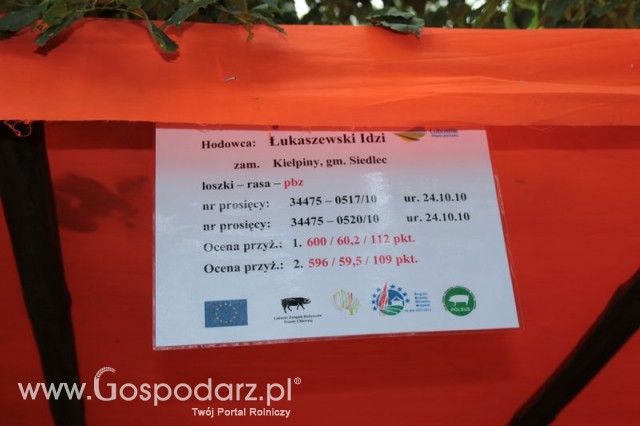 Hodowca: Łukaszewski Idzi
zam. Kiełpiny, gm. Siedlec
loszki – rasa – pbz
nr prosięcy: 34475 – 0517/10 ur. 24.10.10
nr prosięcy: 34475 – 0520/10 ur. 24.10.10
Ocena przyż.: 1. 600 / 60,2 / 112 pkt.
Ocena przyż.: 2. 596 / 59,5 / 109 pkt.
POLSUS
www.Gospodarz.pl®
Twój Portal Rolniczy